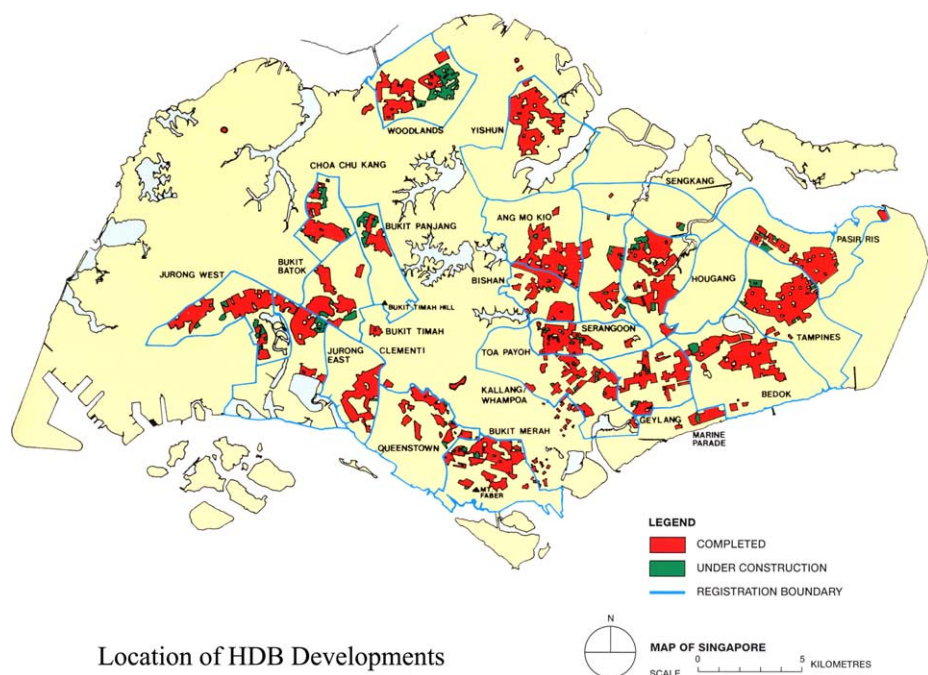 WOODLANDS
YISHUN
CHOA CHU KANG
SENGKANG
BUKIT PANJANG
ANG MO KIO
PASIR RIS
BUKIT
BATOK
BISHAN
HOUGANG
JURONG WEST
BUKIT TIMAH HILL
BUKIT TIMAH
SERANGOON
TAMPINES
JURONG
EAST
CLEMENTI
TOA PAYOH
KALLANG/
WHAMPOA
BEDOK
GEYLANG
MARINE
PARADE
QUEENSTOWN
BUKIT MERAH
MT.
FABER
LEGEND
COMPLETED
UNDER CONSTRUCTION
REGISTRATION BOUNDARY
Location of HDB Developments
N
MAP OF SINGAPORE
SCALE
0 5
KILOMETRES